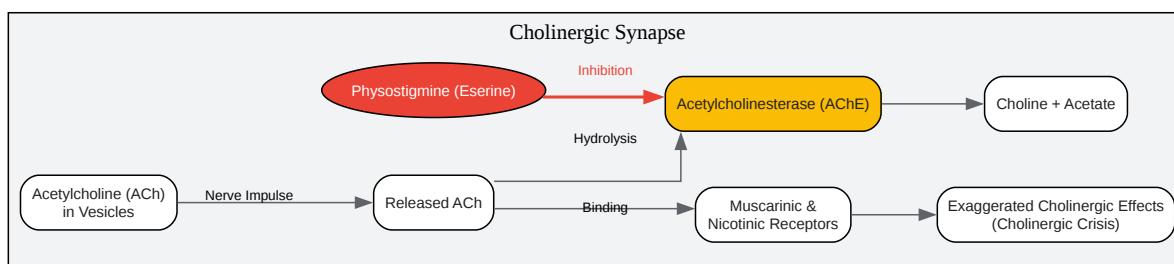 Cholinergic Synapse
Inhibition
Physostigmine (Eserine)
Acetylcholinesterase (AChE)
Choline + Acetate
Hydrolysis
Acetylcholine (ACh)
in Vesicles
Nerve Impulse
Released ACh
Binding
Muscarinic &
Nicotinic Receptors
Exaggerated Cholinergic Effects
(Cholinergic Crisis)